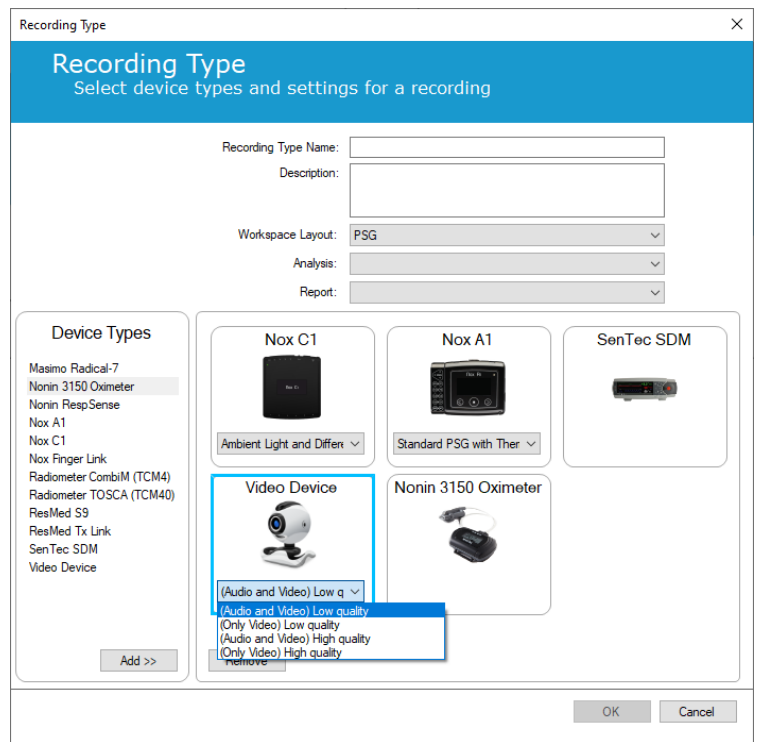 Recording Type
Recording Type
Select device types and settings for a recording
Recording Type Name:
Description:
Workspace Layout: PSG
Analysis:
Report:
Device Types
Masimo Radical-7
Nonin 3150 Oximeter
Nonin RespSense
Nox A1
Nox C1
Nox Finger Link
Radiometer CombiM (TCM4)
Radiometer TOSCA (TCM40)
ResMed S9
ResMed Tx Link
SenTec SDM
Video Device
Add >>
Nox C1
Ambient Light and Differe
Nox A1
Standard PSG with Ther
SenTec SDM
Video Device
(Audio and Video) Low q
(Audio and Video) Low quality
(Only Video) Low quality
(Audio and Video) High quality
(Only Video) High quality
Nonin 3150 Oximeter
Remove
OK Cancel